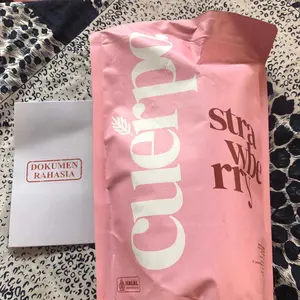 DOKUMEN
RAHASIA
cuerpo
stra
wbe
rry
HALAL